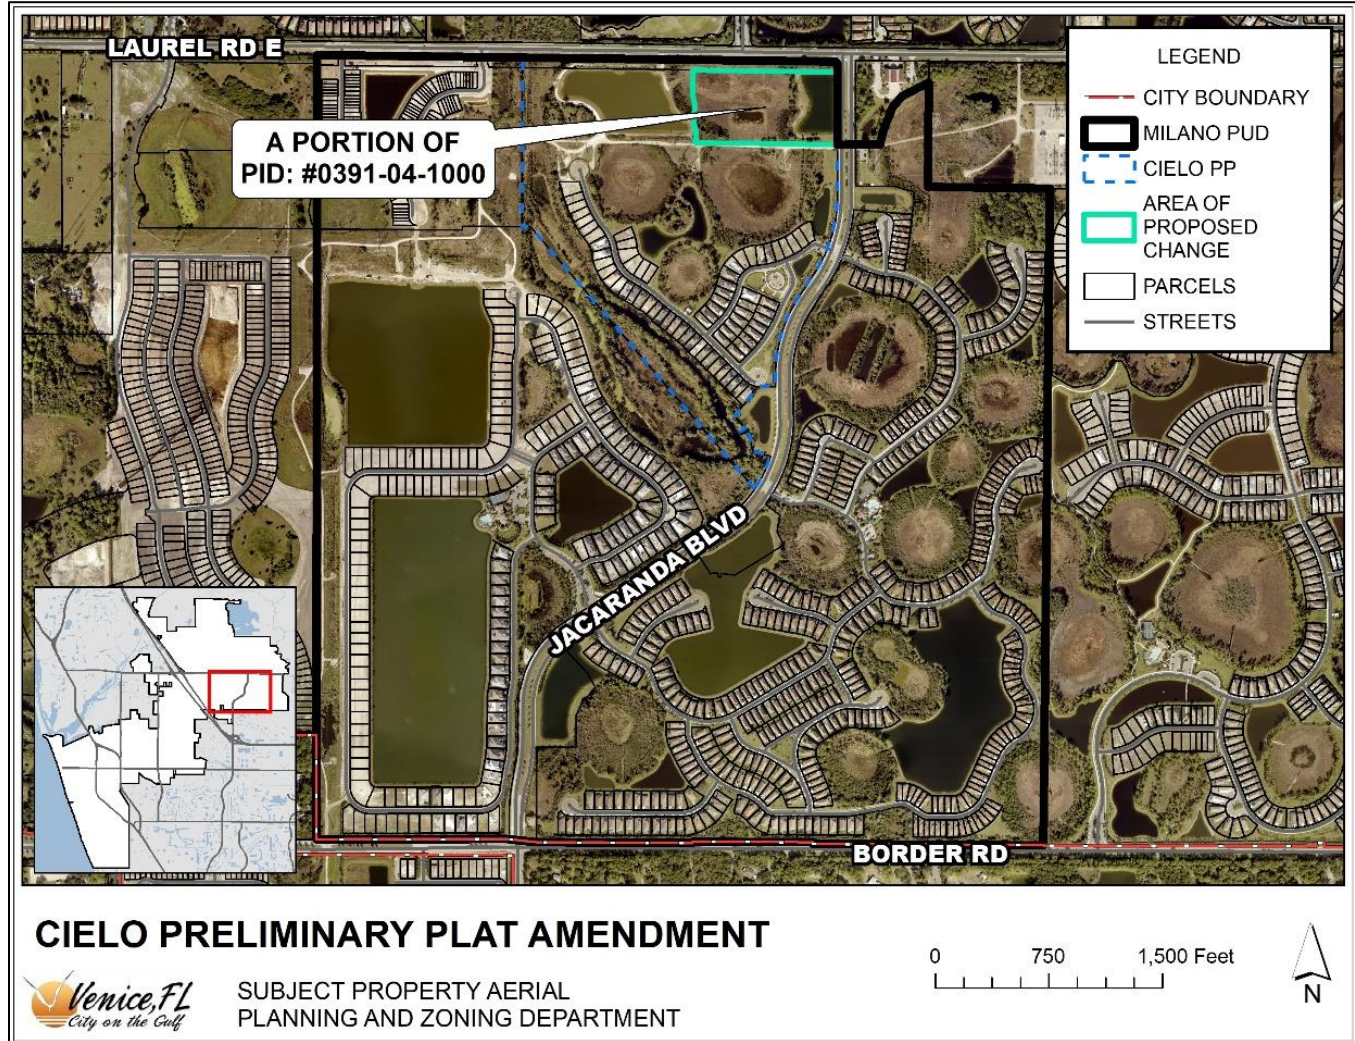 LAUREL RD E
A PORTION OF
PID: #0391-04-1000
LEGEND
CITY BOUNDARY
MILANO PUD
CIELO PP
AREA OF
PROPOSED
CHANGE
PARCELS
STREETS
JACARANDA BLVD
BORDER RD
CIELO PRELIMINARY PLAT AMENDMENT
Venice, FL
City on the Gulf
SUBJECT PROPERTY AERIAL
PLANNING AND ZONING DEPARTMENT
0 750 1,500 Feet
N